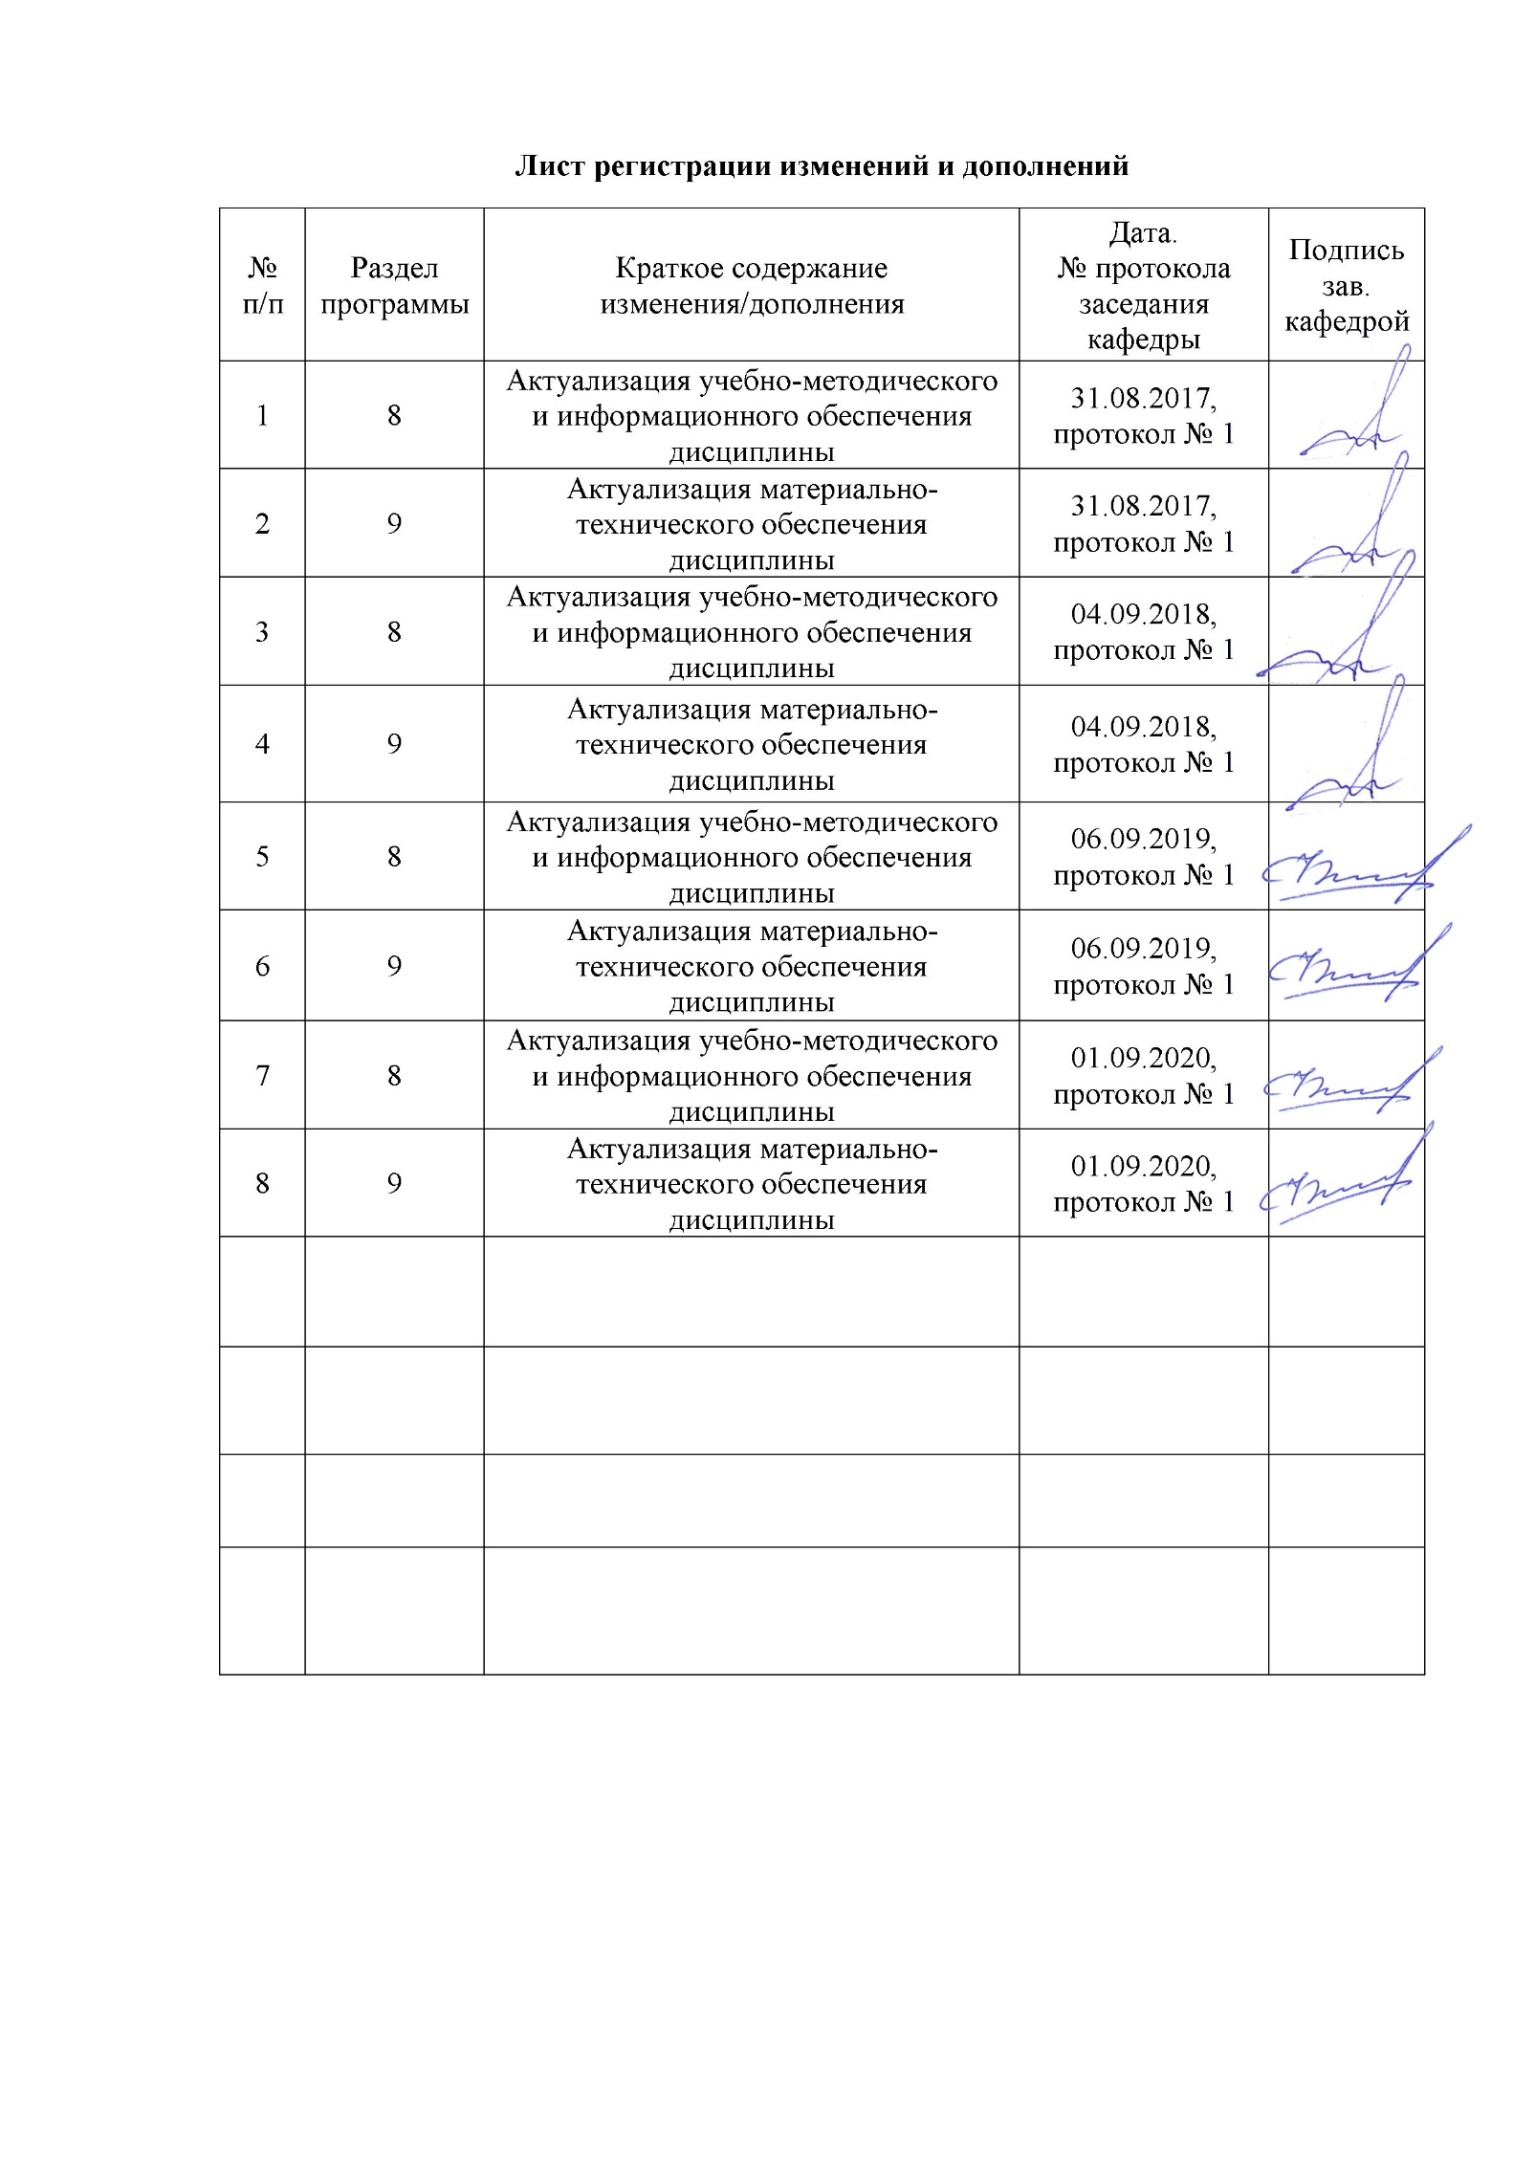 Лист регистрации изменений и дополнений
№
п/п
Раздел
программы
Краткое содержание
изменения/дополнения
Дата.
№ протокола
заседания
кафедры
Подпись
зав.
кафедрой
1
8
Актуализация учебно-методического
и информационного обеспечения
дисциплины
31.08.2017,
протокол № 1
2
9
Актуализация материально-
технического обеспечения
дисциплины
31.08.2017,
протокол № 1
3
8
Актуализация учебно-методического
и информационного обеспечения
дисциплины
04.09.2018,
протокол № 1
4
9
Актуализация материально-
технического обеспечения
дисциплины
04.09.2018,
протокол № 1
5
8
Актуализация учебно-методического
и информационного обеспечения
дисциплины
06.09.2019,
протокол № 1
6
9
Актуализация материально-
технического обеспечения
дисциплины
06.09.2019,
протокол № 1
7
8
Актуализация учебно-методического
и информационного обеспечения
дисциплины
01.09.2020,
протокол № 1
8
9
Актуализация материально-
технического обеспечения
дисциплины
01.09.2020,
протокол № 1